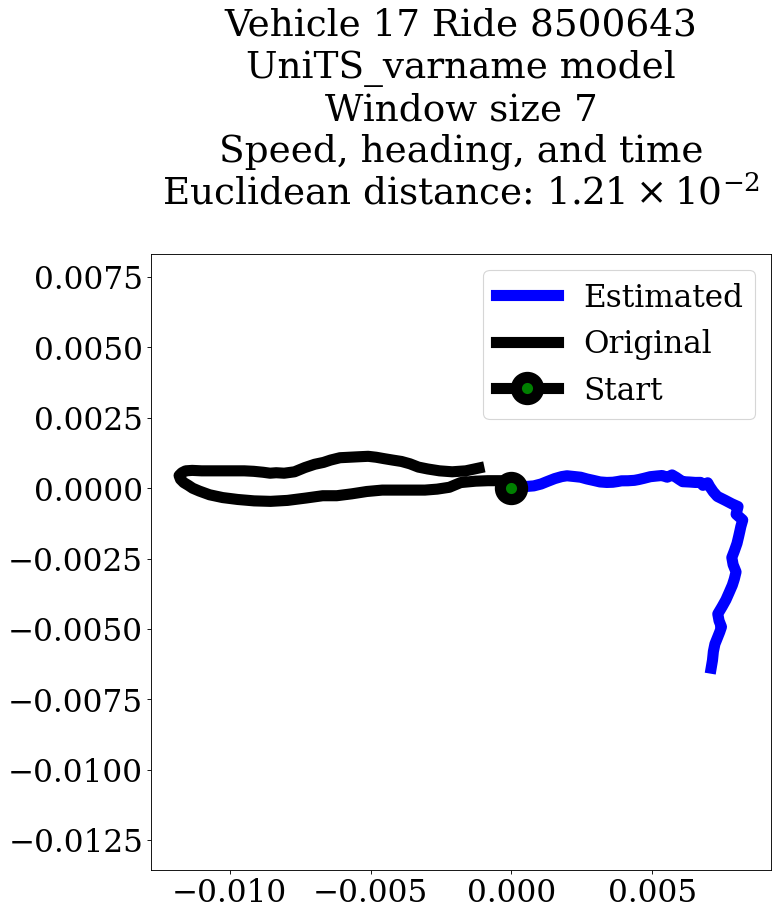 Vehicle 17 Ride 8500643
UniTS_varname model
Window size 7
Speed, heading, and time
Euclidean distance: 1.21 × 10⁻²
Estimated
Original
Start
0.0075
0.0050
0.0025
0.0000
−0.0025
−0.0050
−0.0075
−0.0100
−0.0125
−0.010
−0.005
0.000
0.005